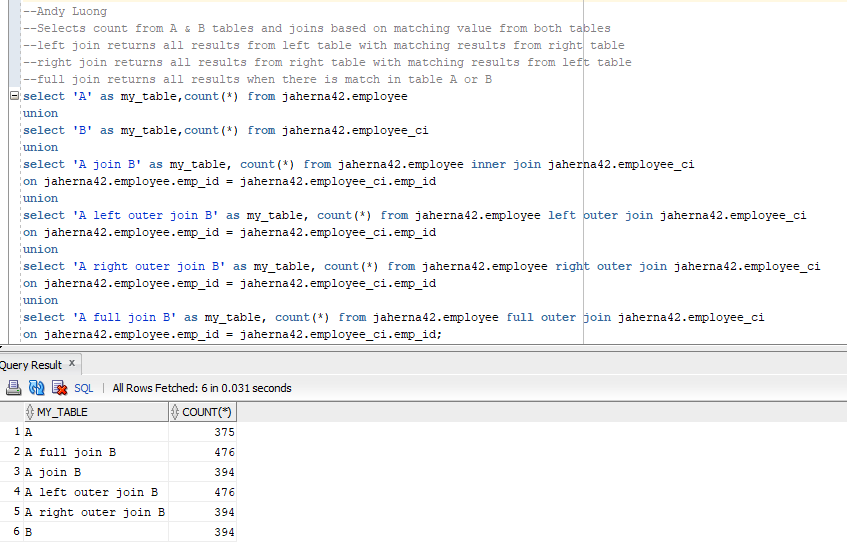 --Andy Luong
--Selects count from A & B tables and joins based on matching value from both tables
--left join returns all results from left table with matching results from right table
--right join returns all results from right table with matching results from left table
--full join returns all results when there is match in table A or B
select 'A' as my_table,count(*) from jaherna42.employee
union
select 'B' as my_table,count(*) from jaherna42.employee_ci
union
select 'A join B' as my_table, count(*) from jaherna42.employee inner join jaherna42.employee_ci
on jaherna42.employee.emp_id = jaherna42.employee_ci.emp_id
union
select 'A left outer join B' as my_table, count(*) from jaherna42.employee left outer join jaherna42.employee_ci
on jaherna42.employee.emp_id = jaherna42.employee_ci.emp_id
union
select 'A right outer join B' as my_table, count(*) from jaherna42.employee right outer join jaherna42.employee_ci
on jaherna42.employee.emp_id = jaherna42.employee_ci.emp_id
union
select 'A full join B' as my_table, count(*) from jaherna42.employee full outer join jaherna42.employee_ci
on jaherna42.employee.emp_id = jaherna42.employee_ci.emp_id;
Query Result x
SQL | All Rows Fetched: 6 in 0.031 seconds
MY_TABLE COUNT(*)
1 A 375
2 A full join B 476
3 A join B 394
4 A left outer join B 476
5 A right outer join B 394
6 B 394